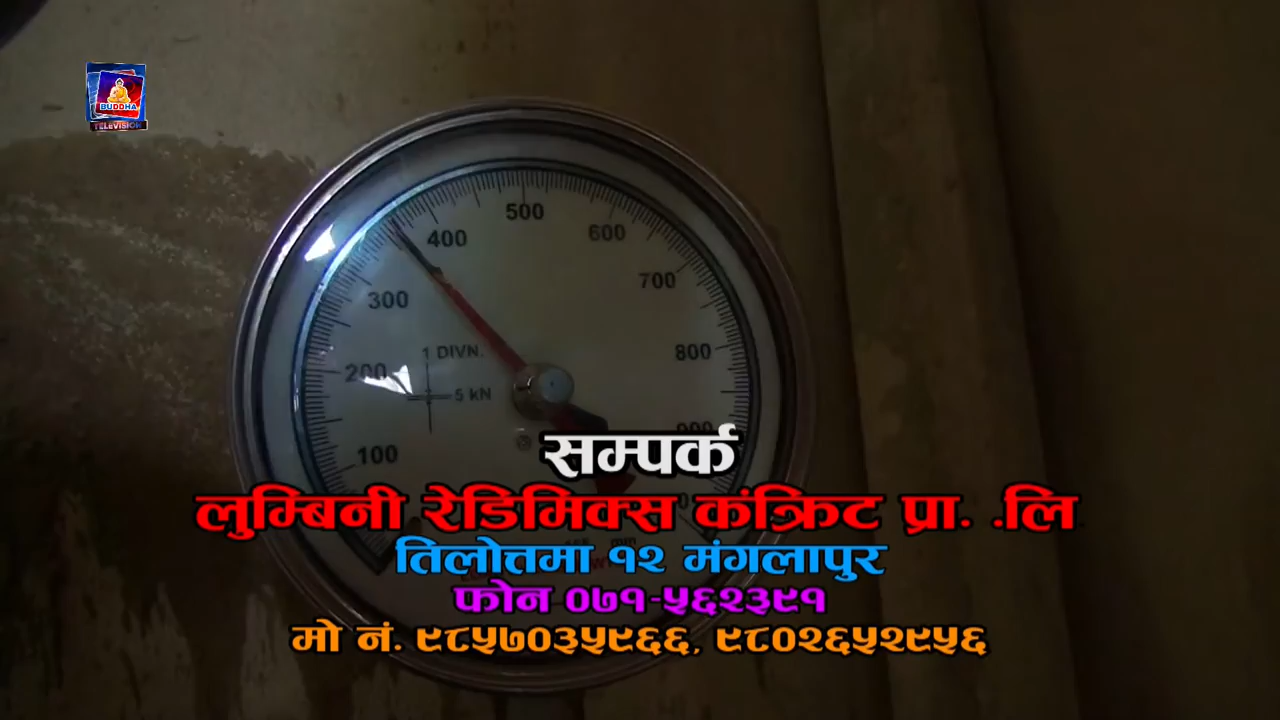 BUDDHA
TELEVISION
500
400
600
300
700
1 DIVN.
800
200
5 kN
900
100
सम्पर्क
लुम्बिनी रेडिमिक्स कंक्रिट प्रा. .लि
तिलोत्तमा १२ मंगलापुर
फोन ०७१-५६२३९१
मो नं. ९८५७०३५९६६, ९८०२६५२९५६